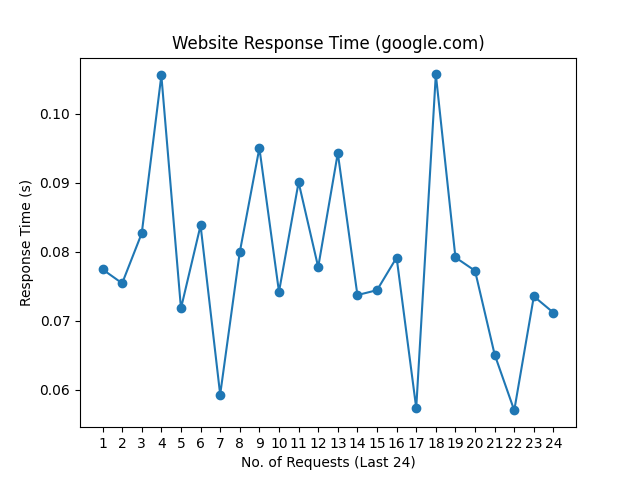 Website Response Time (google.com)
0.10
0.09
0.08
0.07
0.06
Response Time (s)
1 2 3 4 5 6 7 8 9 10 11 12 13 14 15 16 17 18 19 20 21 22 23 24
No. of Requests (Last 24)